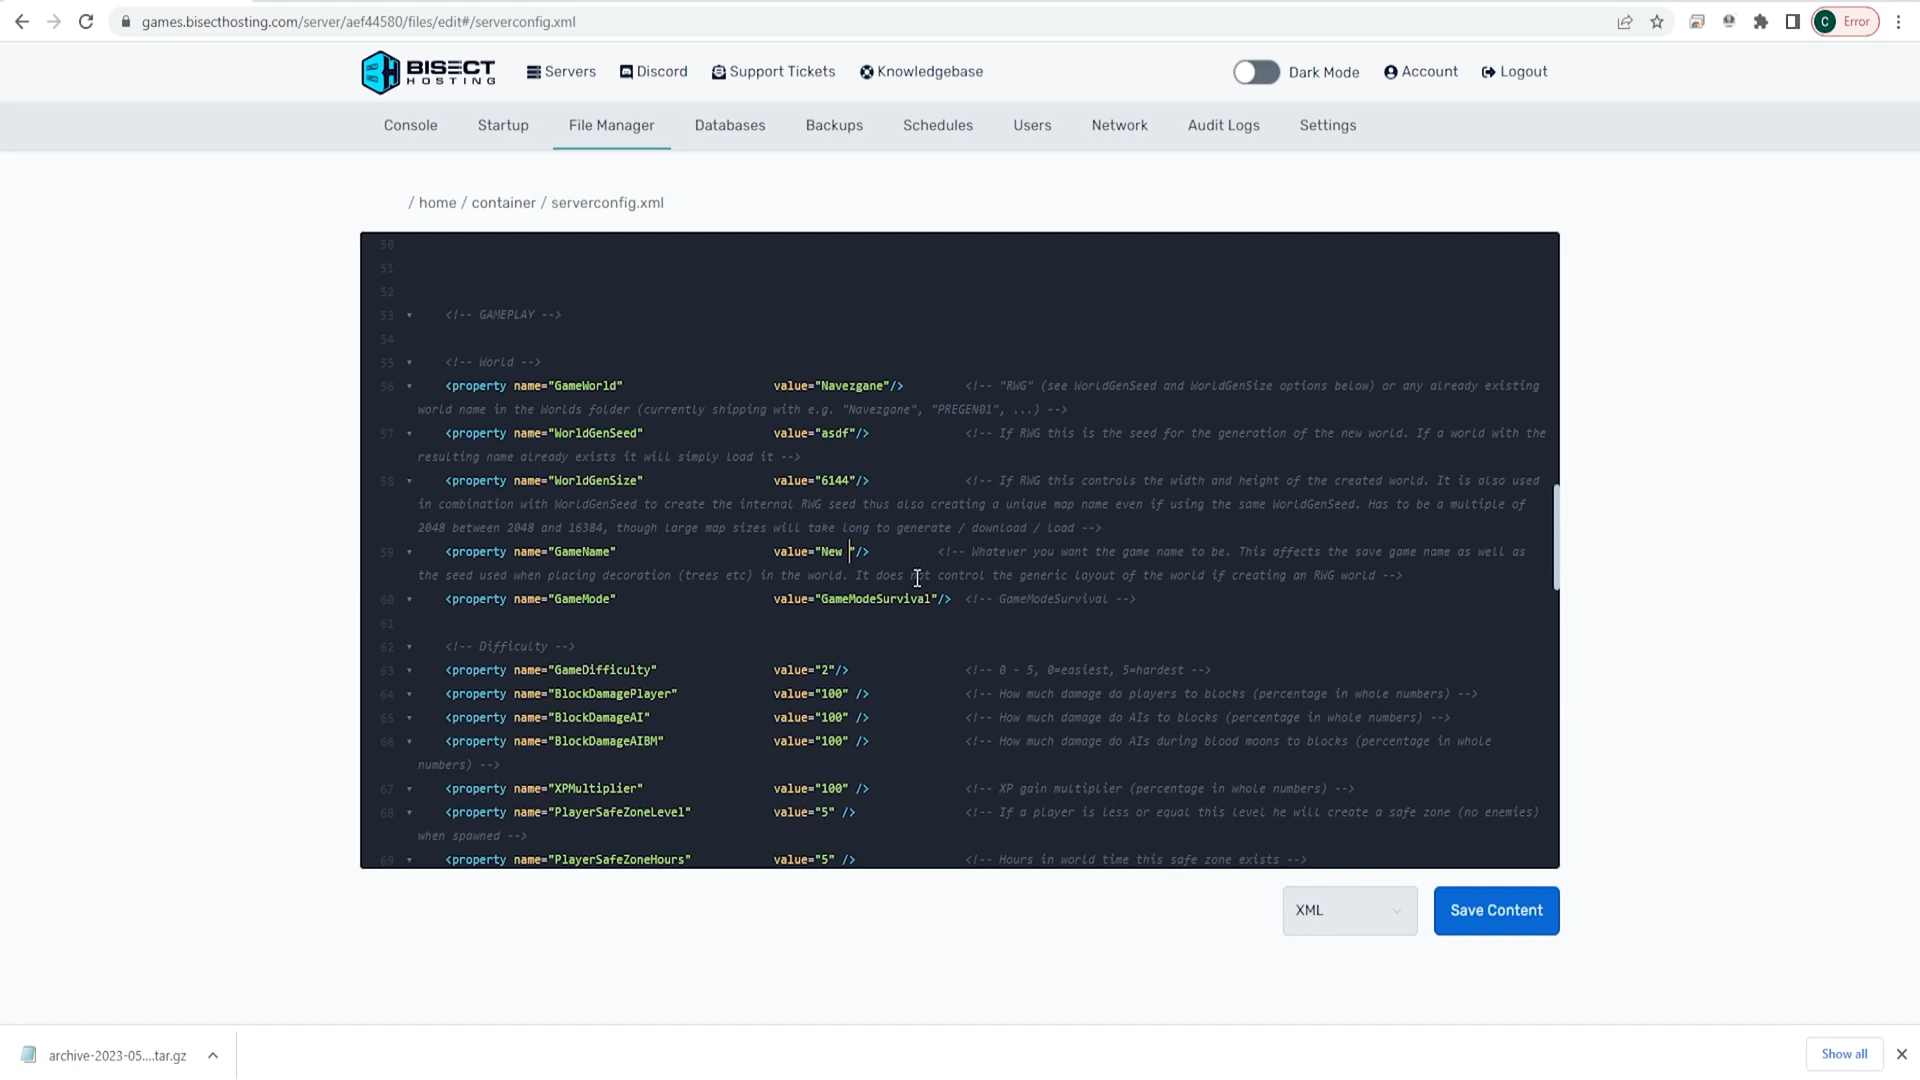 games.bisecthosting.com/server/aef44580/files/edit#/serverconfig.xml
C Error
BISECT HOSTING
Servers Discord Support Tickets Knowledgebase Dark Mode Account Logout
Console Startup File Manager Databases Backups Schedules Users Network Audit Logs Settings
/ home / container / serverconfig.xml
50
51
52
53 <!-- GAMEPLAY -->
54
55 <!-- World -->
56 <property name="GameWorld" value="Navezgane"/> <!-- "RWG" (see WorldGenSeed and WorldGenSize options below) or any already existing
world name in the Worlds folder (currently shipping with e.g. "Navezgane", "PREGEN01", ...) -->
57 <property name="WorldGenSeed" value="asdf"/> <!-- If RWG this is the seed for the generation of the new world. If a world with the
resulting name already exists it will simply load it -->
58 <property name="WorldGenSize" value="6144"/> <!-- If RWG this controls the width and height of the created world. It is also used
in combination with WorldGenSeed to create the internal RWG seed thus also creating a unique map name even if using the same WorldGenSeed. Has to be a multiple of
2048 between 2048 and 16384, though large map sizes will take long to generate / download / load -->
59 <property name="GameName" value="New "/> <!-- Whatever you want the game name to be. This affects the save game name as well as
the seed used when placing decoration (trees etc) in the world. It does not control the generic layout of the world if creating an RWG world -->
60 <property name="GameMode" value="GameModeSurvival"/> <!-- GameModeSurvival -->
61
62 <!-- Difficulty -->
63 <property name="GameDifficulty" value="2"/> <!-- 0 - 5, 0=easiest, 5=hardest -->
64 <property name="BlockDamagePlayer" value="100" /> <!-- How much damage do players to blocks (percentage in whole numbers) -->
65 <property name="BlockDamageAI" value="100" /> <!-- How much damage do AIs to blocks (percentage in whole numbers) -->
66 <property name="BlockDamageAIBM" value="100" /> <!-- How much damage do AIs during blood moons to blocks (percentage in whole
numbers) -->
67 <property name="XPMultiplier" value="100" /> <!-- XP gain multiplier (percentage in whole numbers) -->
68 <property name="PlayerSafeZoneLevel" value="5" /> <!-- If a player is less or equal this level he will create a safe zone (no enemies)
when spawned -->
69 <property name="PlayerSafeZoneHours" value="5" /> <!-- Hours in world time this safe zone exists -->
XML Save Content
archive-2023-05....tar.gz Show all